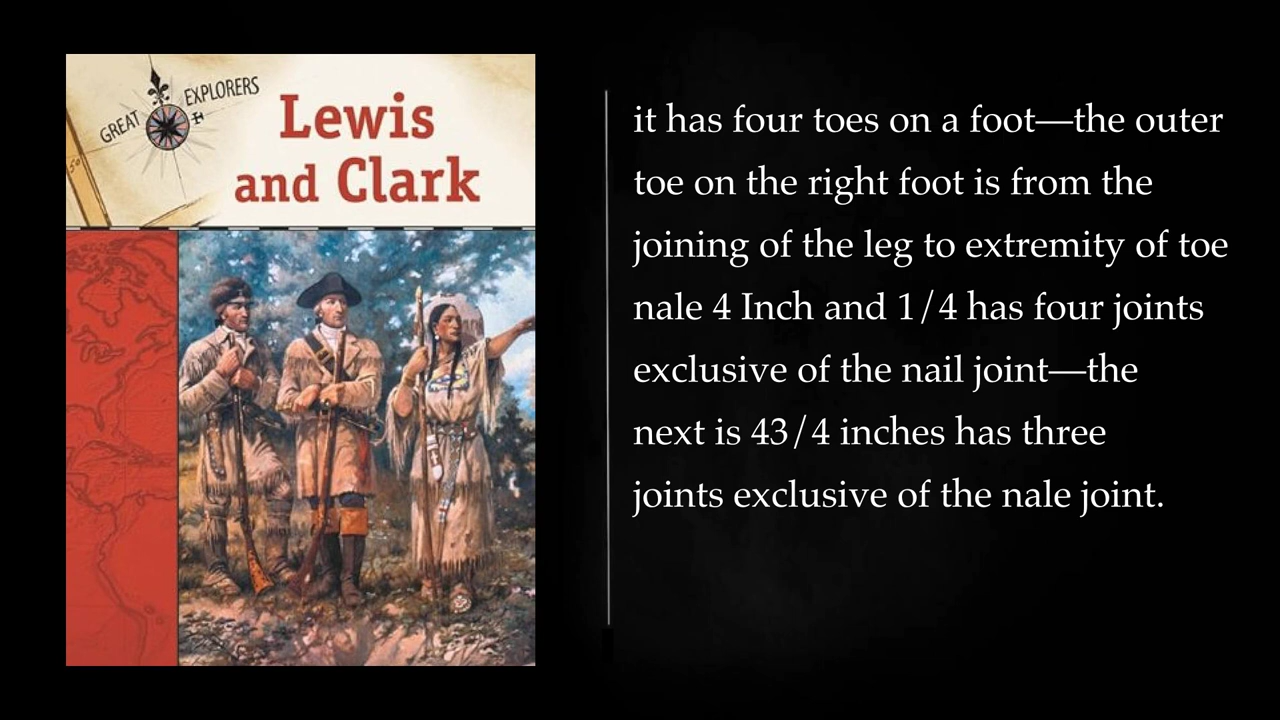 GREAT EXPLORERS
Lewis
and Clark
it has four toes on a foot—the outer
toe on the right foot is from the
joining of the leg to extremity of toe
nale 4 Inch and 1/4 has four joints
exclusive of the nail joint—the
next is 43/4 inches has three
joints exclusive of the nale joint.